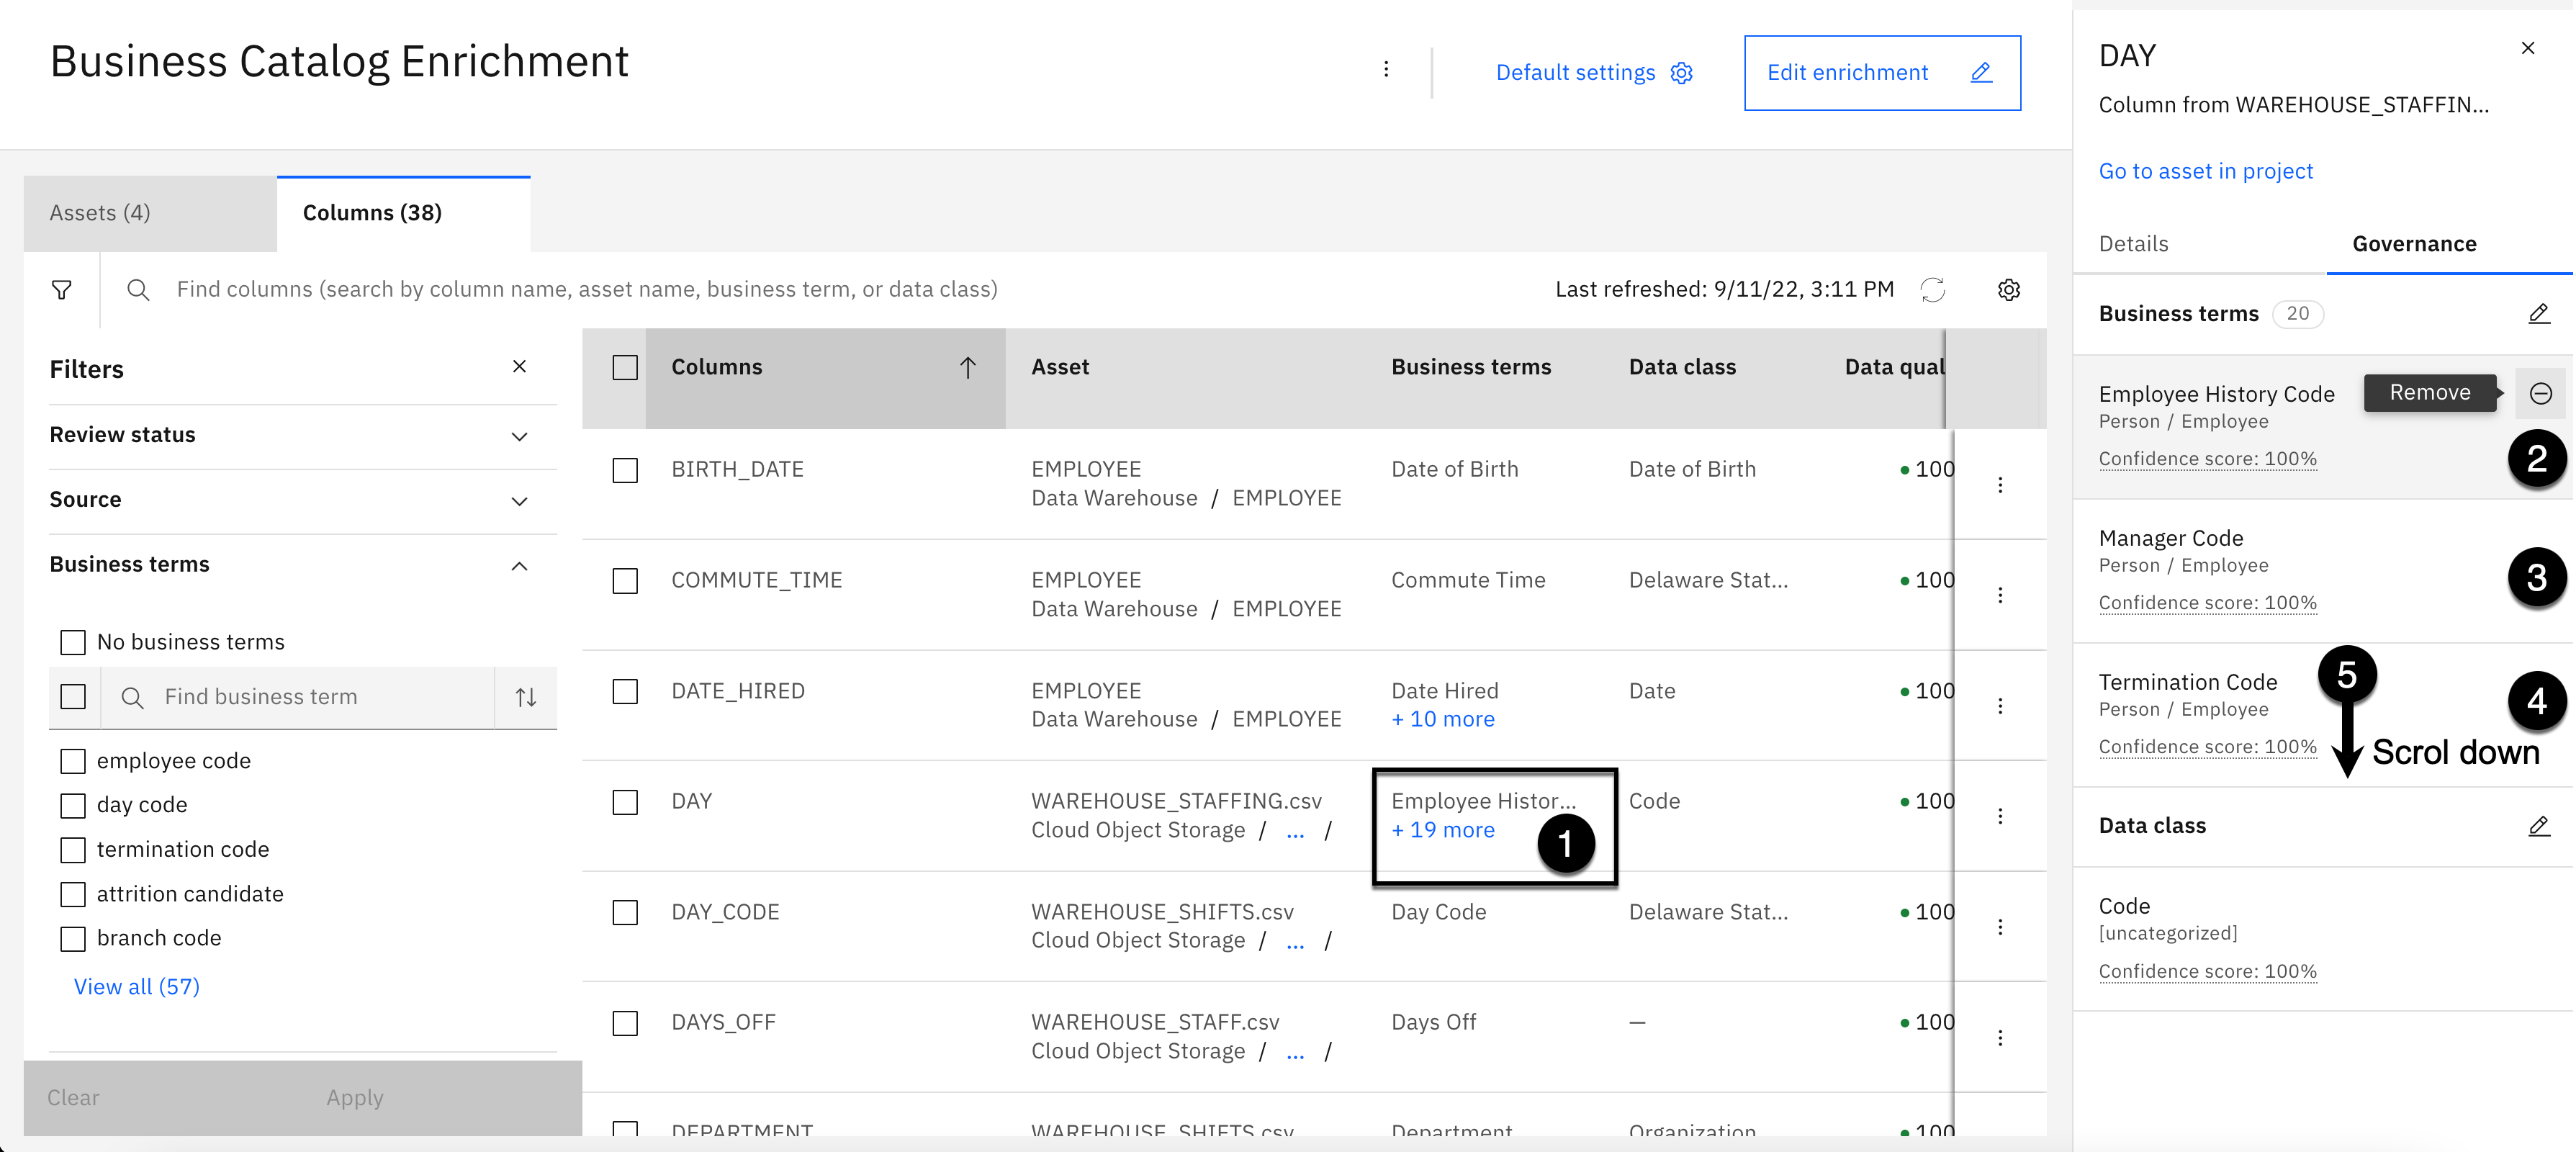 Business Catalog Enrichment
Default settings
Edit enrichment
Assets (4)
Columns (38)
Find columns (search by column name, asset name, business term, or data class)
Last refreshed: 9/11/22, 3:11 PM
Filters
Review status
Source
Business terms
No business terms
Find business term
employee code
day code
termination code
attrition candidate
branch code
View all (57)
Clear
Apply
Columns
Asset
Business terms
Data class
Data qual
BIRTH_DATE
EMPLOYEE
Data Warehouse / EMPLOYEE
Date of Birth
Date of Birth
100
COMMUTE_TIME
EMPLOYEE
Data Warehouse / EMPLOYEE
Commute Time
Delaware Stat...
100
DATE_HIRED
EMPLOYEE
Data Warehouse / EMPLOYEE
Date Hired
+ 10 more
Date
100
DAY
WAREHOUSE_STAFFING.csv
Cloud Object Storage / ... /
Employee Histor...
+ 19 more
1
Code
100
DAY_CODE
WAREHOUSE_SHIFTS.csv
Cloud Object Storage / ... /
Day Code
Delaware Stat...
100
DAYS_OFF
WAREHOUSE_STAFF.csv
Cloud Object Storage / ... /
Days Off
—
100
DEPARTMENT
WAREHOUSE_SHIFTS.csv
Department
Organization
100
DAY
Column from WAREHOUSE_STAFFIN...
Go to asset in project
Details
Governance
Business terms 20
Employee History Code
Remove
Person / Employee
Confidence score: 100%
2
Manager Code
Person / Employee
Confidence score: 100%
3
Termination Code
Person / Employee
Confidence score: 100%
5
4
Scrol down
Data class
Code
[uncategorized]
Confidence score: 100%